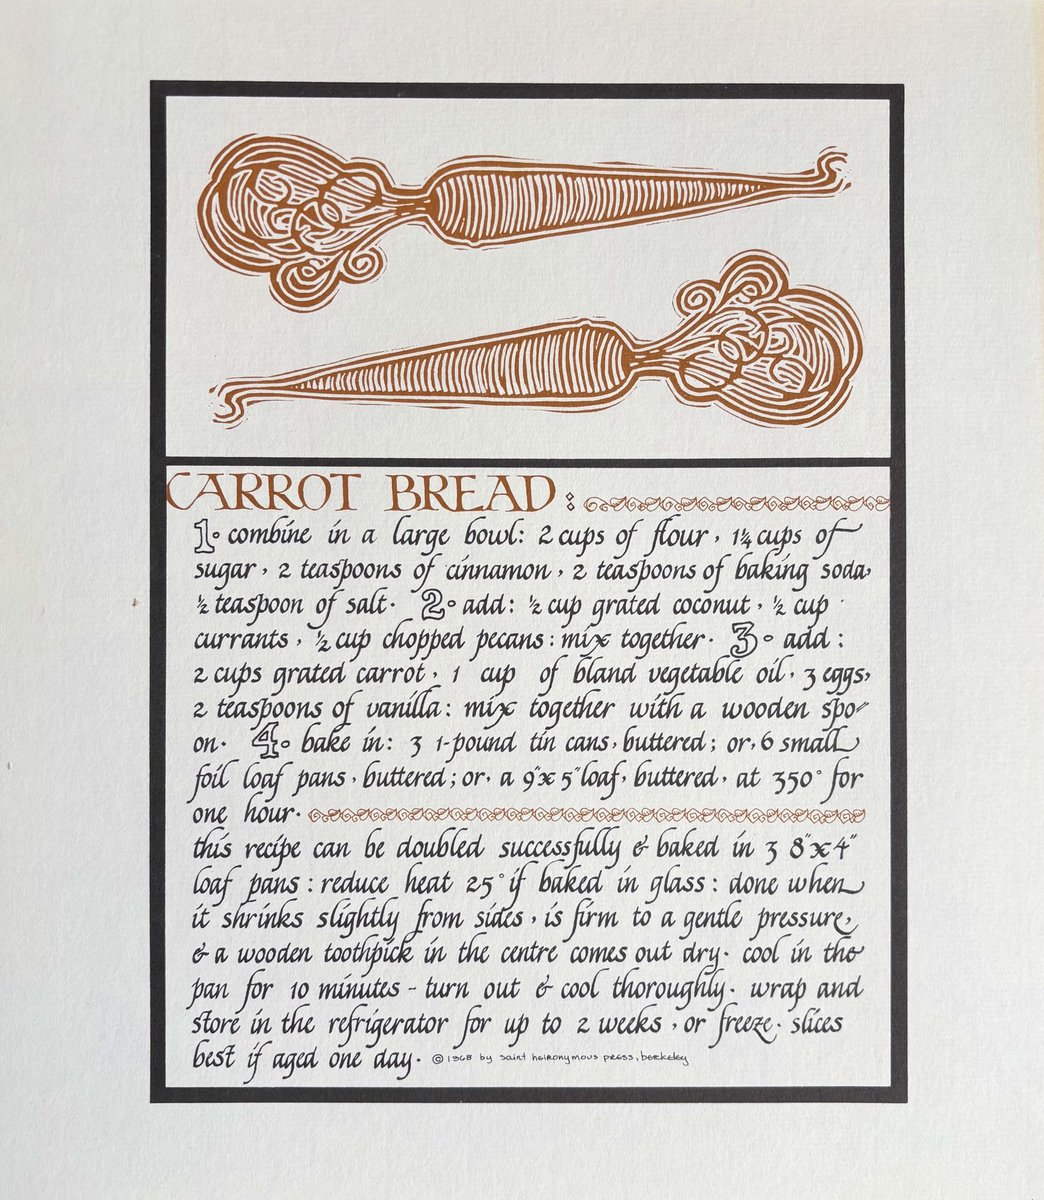 CARROT BREAD:
1. combine in a large bowl: 2 cups of flour, 1¼ cups of
sugar, 2 teaspoons of cinnamon, 2 teaspoons of baking soda,
½ teaspoon of salt. 2. add: ½ cup grated coconut, ½ cup
currants, ½ cup chopped pecans: mix together. 3. add:
2 cups grated carrot, 1 cup of bland vegetable oil, 3 eggs,
2 teaspoons of vanilla: mix together with a wooden spo=
on. 4. bake in: 3 1-pound tin cans, buttered; or, 6 small
foil loaf pans, buttered; or, a 9"x5" loaf, buttered, at 350° for
one hour.
this recipe can be doubled successfully & baked in 3 8"x4"
loaf pans: reduce heat 25° if baked in glass: done when
it shrinks slightly from sides, is firm to a gentle pressure,
& a wooden toothpick in the centre comes out dry. cool in the
pan for 10 minutes - turn out & cool thoroughly. wrap and
store in the refrigerator for up to 2 weeks, or freeze. slices
best if aged one day. © 1968 by saint heironymous press, berkeley